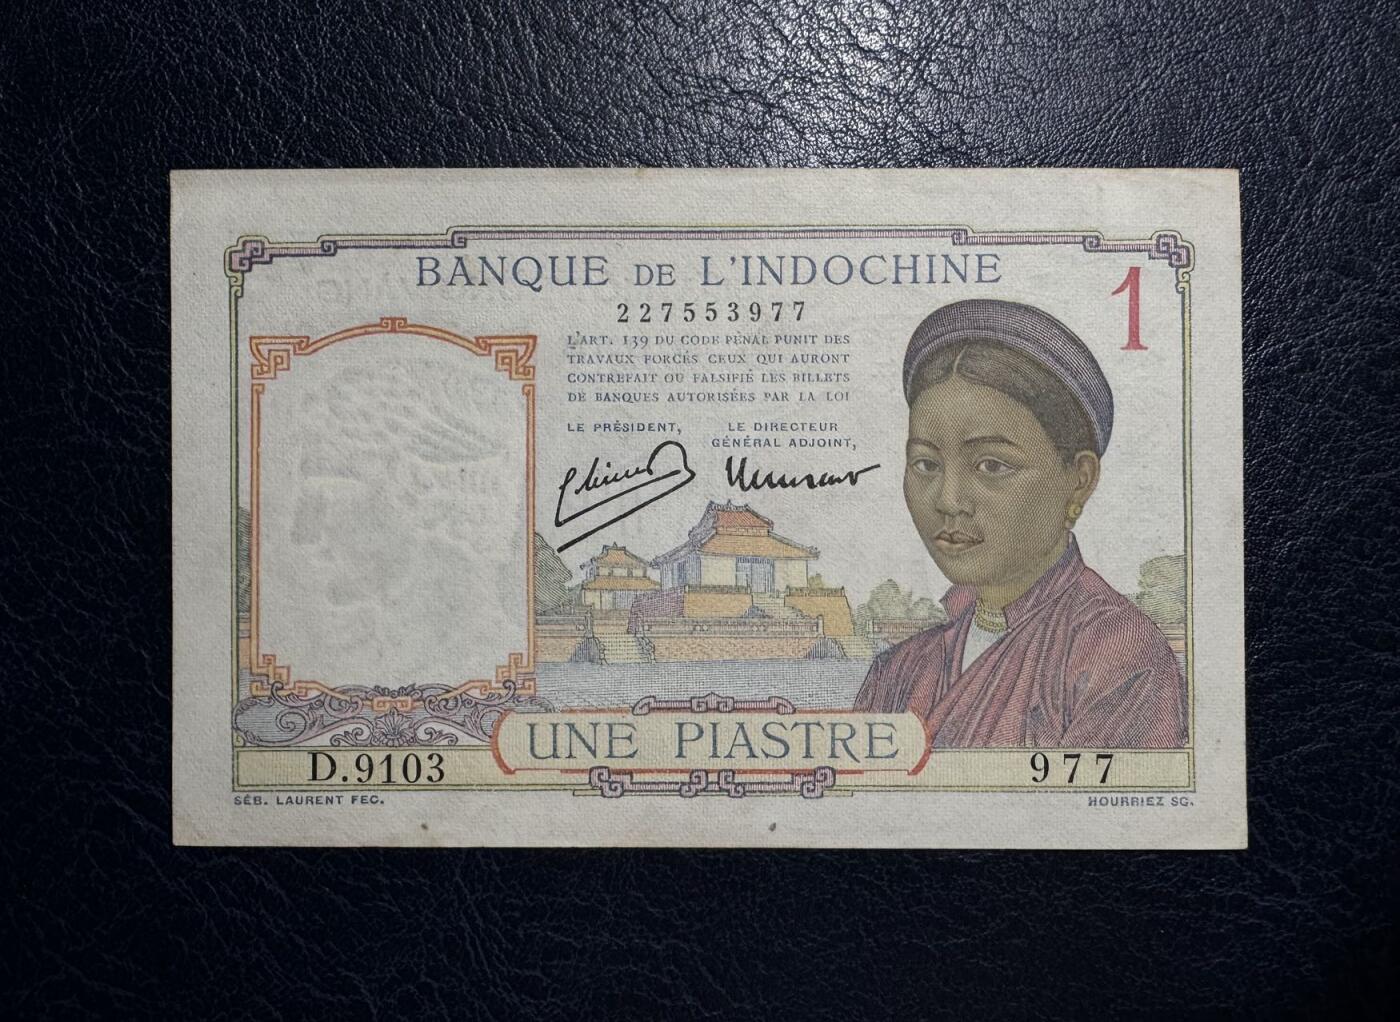 BANQUE DE L'INDOCHINE
1
227553977
L'ART. 139 DU CODE PÉNAL PUNIT DES
TRAVAUX FORCÉS CEUX QUI AURONT
CONTREFAIT OU FALSIFIÉ LES BILLETS
DE BANQUES AUTORISÉES PAR LA LOI
LE PRÉSIDENT,
LE DIRECTEUR
GÉNÉRAL ADJOINT,
UNE PIASTRE
D.9103
977
SÉB. LAURENT FEC.
HOURRIEZ SC.